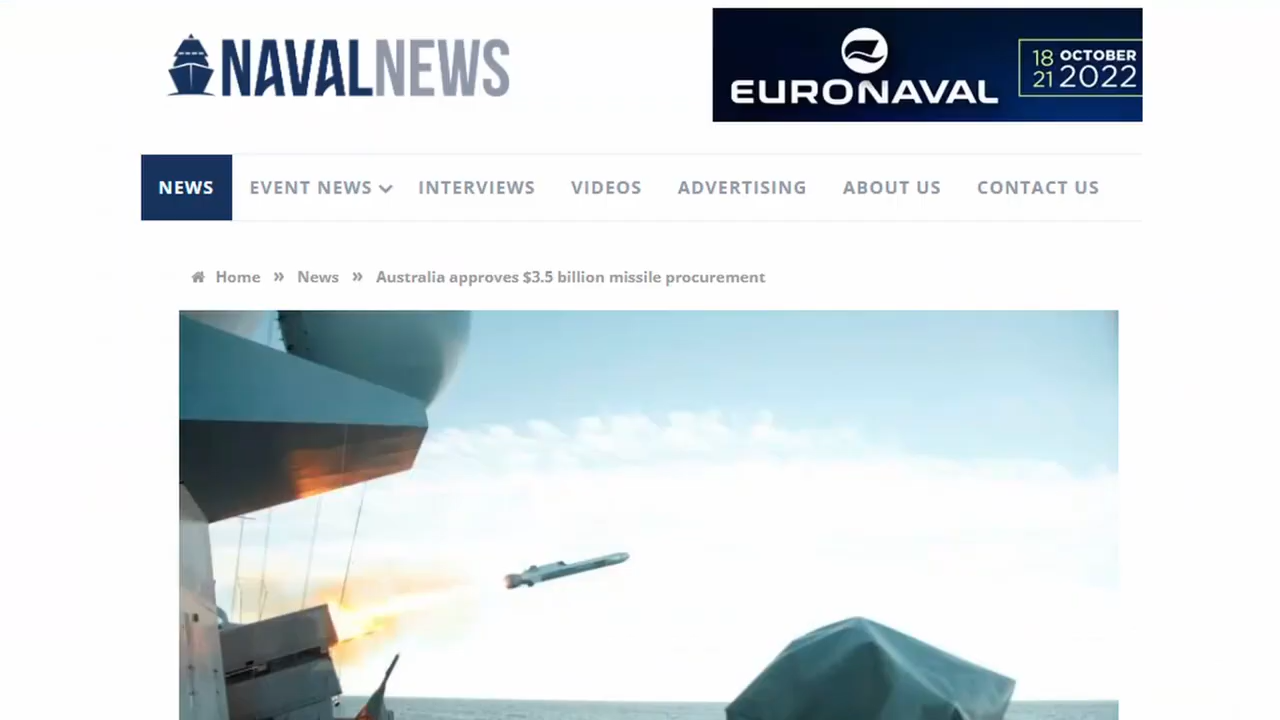 NAVALNEWS
EURONAVAL
18 OCTOBER
21 2022
NEWS EVENT NEWS INTERVIEWS VIDEOS ADVERTISING ABOUT US CONTACT US
Home » News » Australia approves $3.5 billion missile procurement